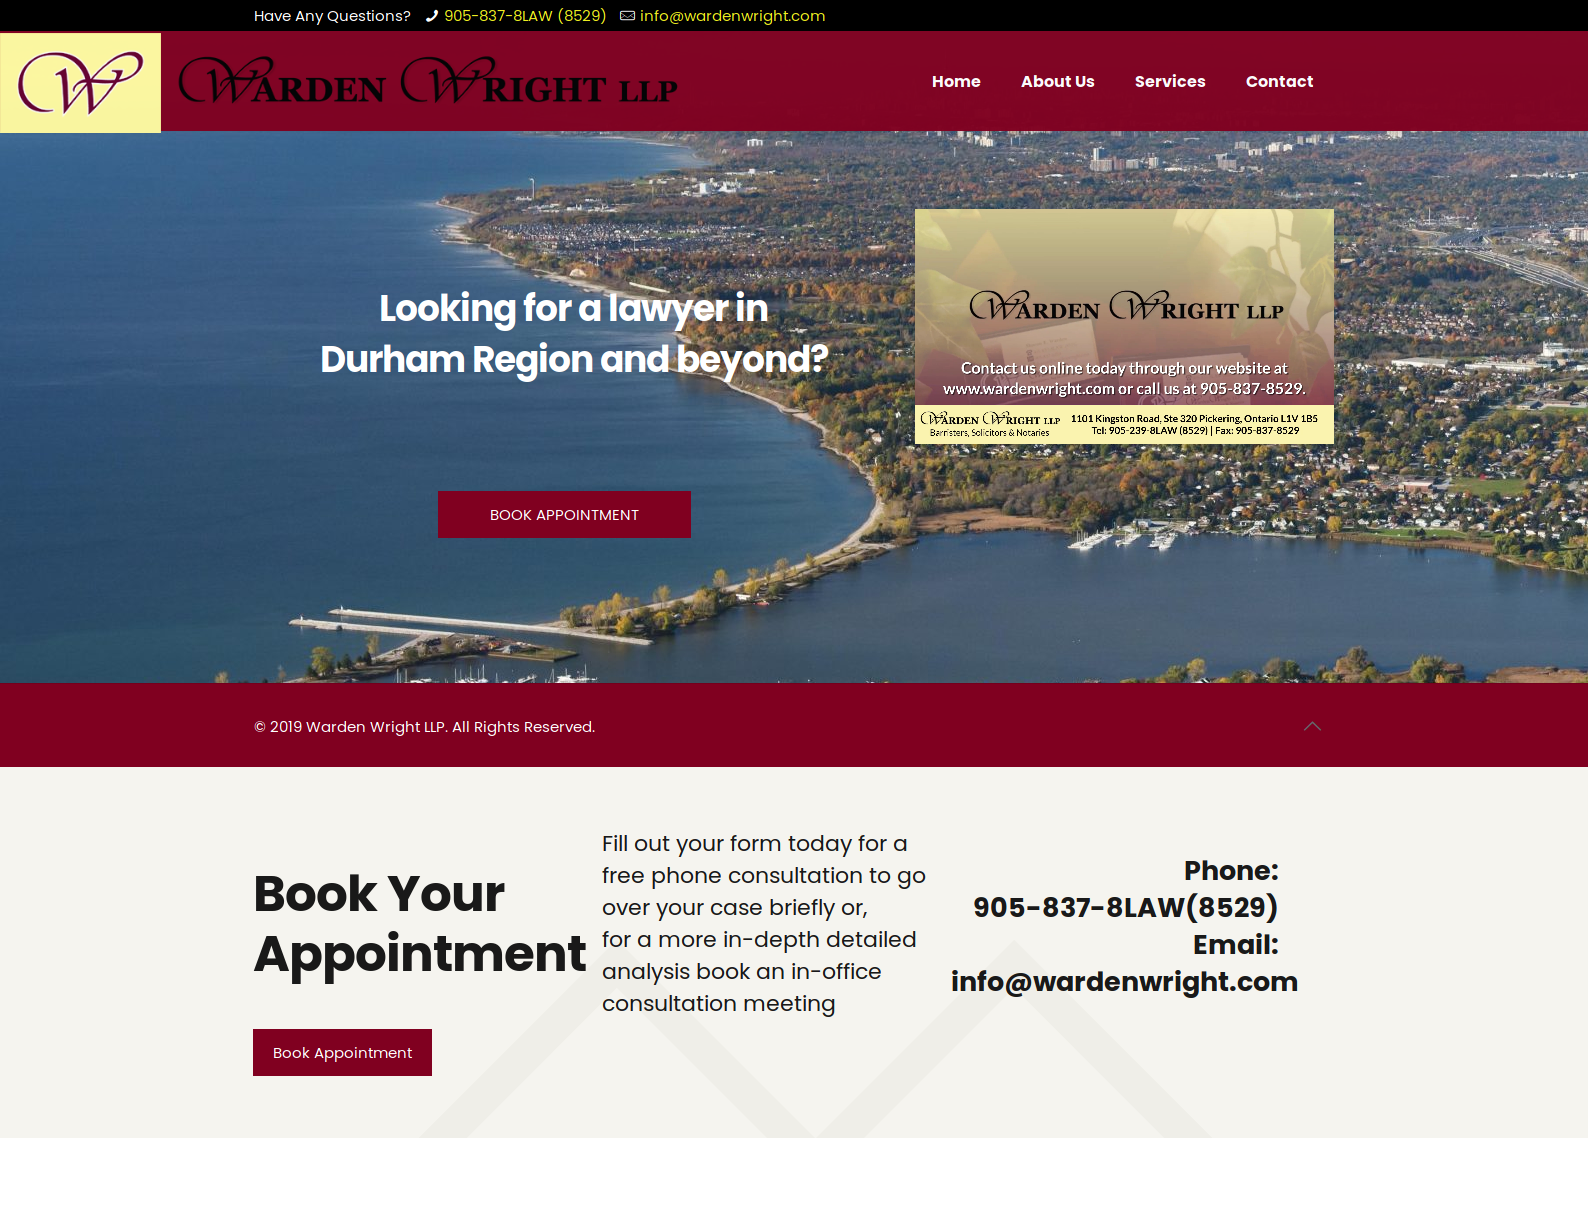 Have Any Questions? 905-837-8LAW (8529) info@wardenwright.com
W WARDEN WRIGHT LLP
Home About Us Services Contact
Looking for a lawyer in
Durham Region and beyond?
BOOK APPOINTMENT
WARDEN WRIGHT LLP
Contact us online today through our website at
www.wardenwright.com or call us at 905-837-8529.
WARDEN WRIGHT LLP
Barristers, Solicitors & Notaries
1101 Kingston Road, Ste 320 Pickering, Ontario L1V 1B5
Tel: 905-239-8LAW (8529) | Fax: 905-837-8529
© 2019 Warden Wright LLP. All Rights Reserved.
Book Your
Appointment
Book Appointment
Fill out your form today for a
free phone consultation to go
over your case briefly or,
for a more in-depth detailed
analysis book an in-office
consultation meeting
Phone:
905-837-8LAW(8529)
Email:
info@wardenwright.com